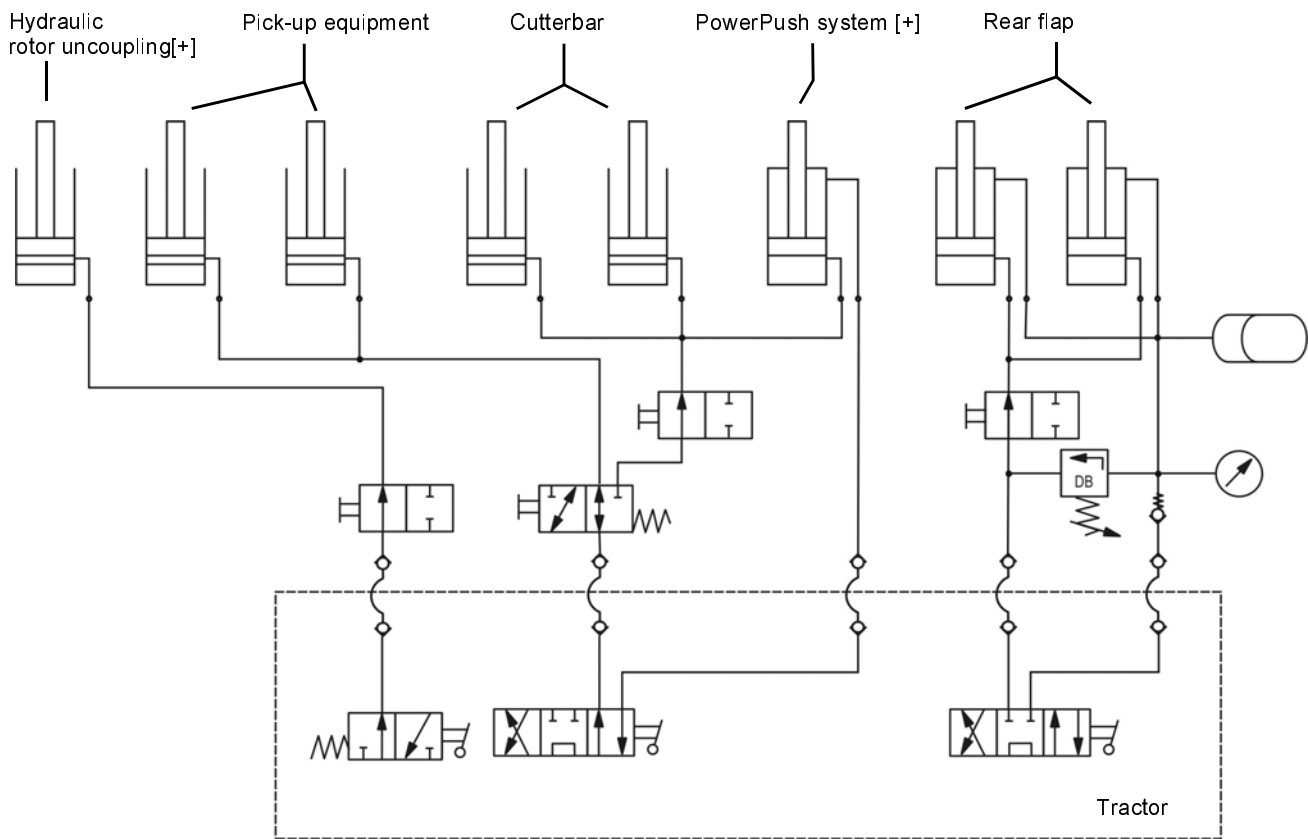 Hydraulic
rotor uncoupling[+]
Pick-up equipment
Cutterbar
PowerPush system [+]
Rear flap
DB
Tractor